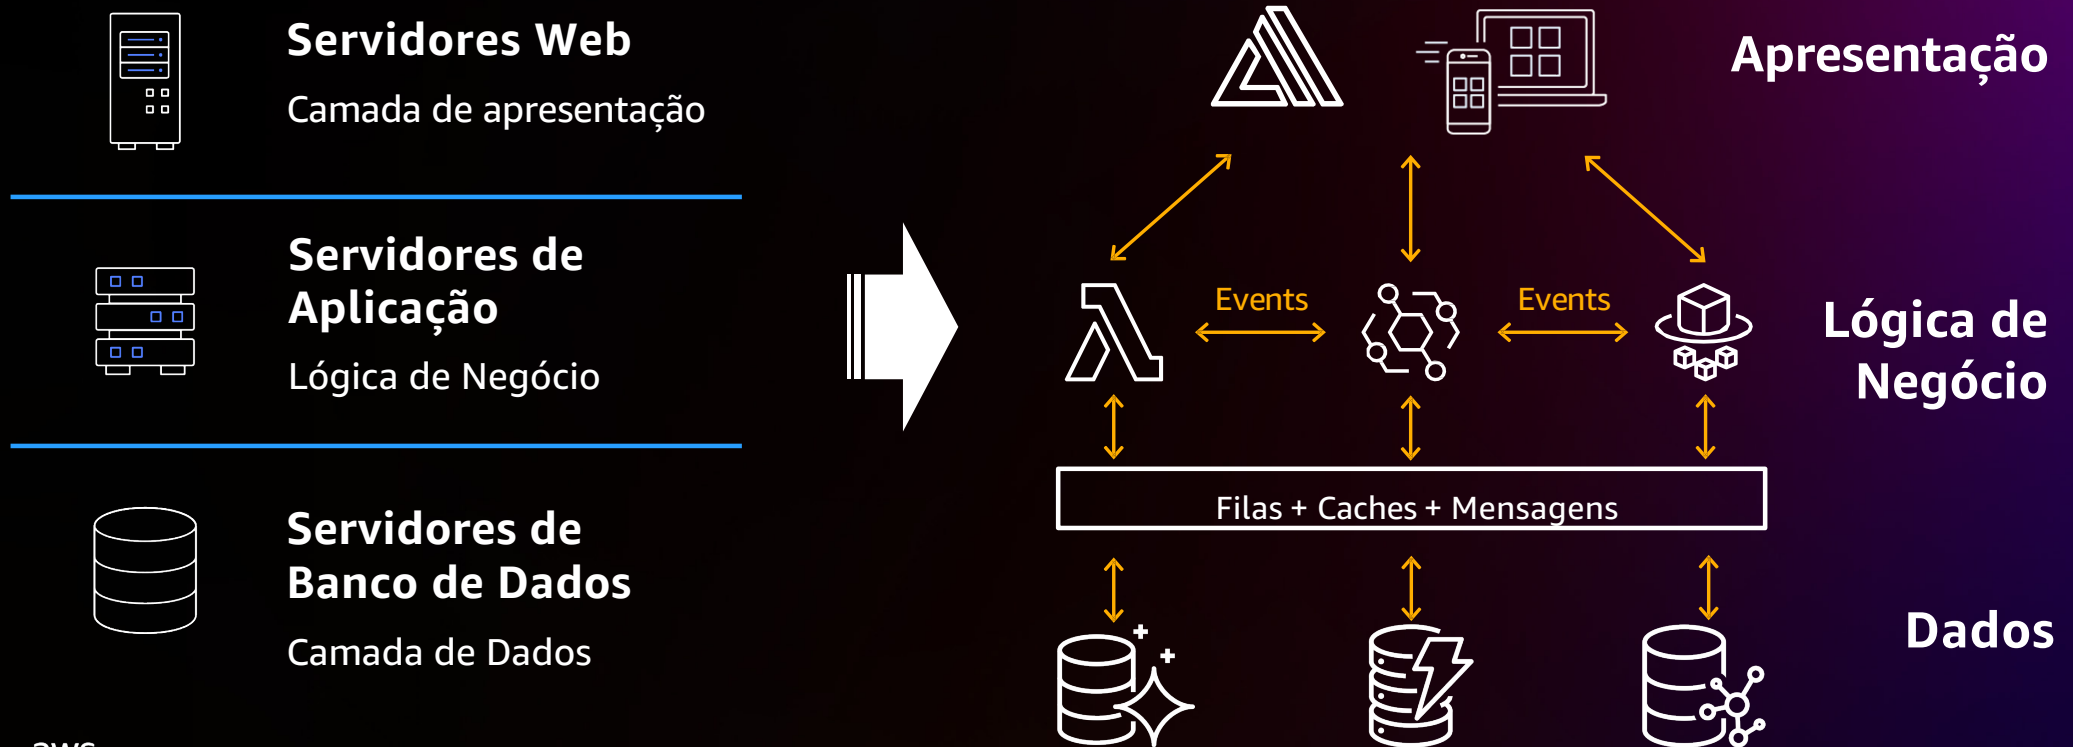 Servidores Web
Camada de apresentação
Servidores de
Aplicação
Lógica de Negócio
Servidores de
Banco de Dados
Camada de Dados
aws
Apresentação
Events
Events
Lógica de
Negócio
Filas + Caches + Mensagens
Dados